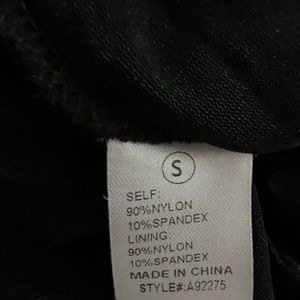 S
SELF:
90%NYLON
10%SPANDEX
LINING:
90%NYLON
10%SPANDEX
MADE IN CHINA
STYLE#:A92275